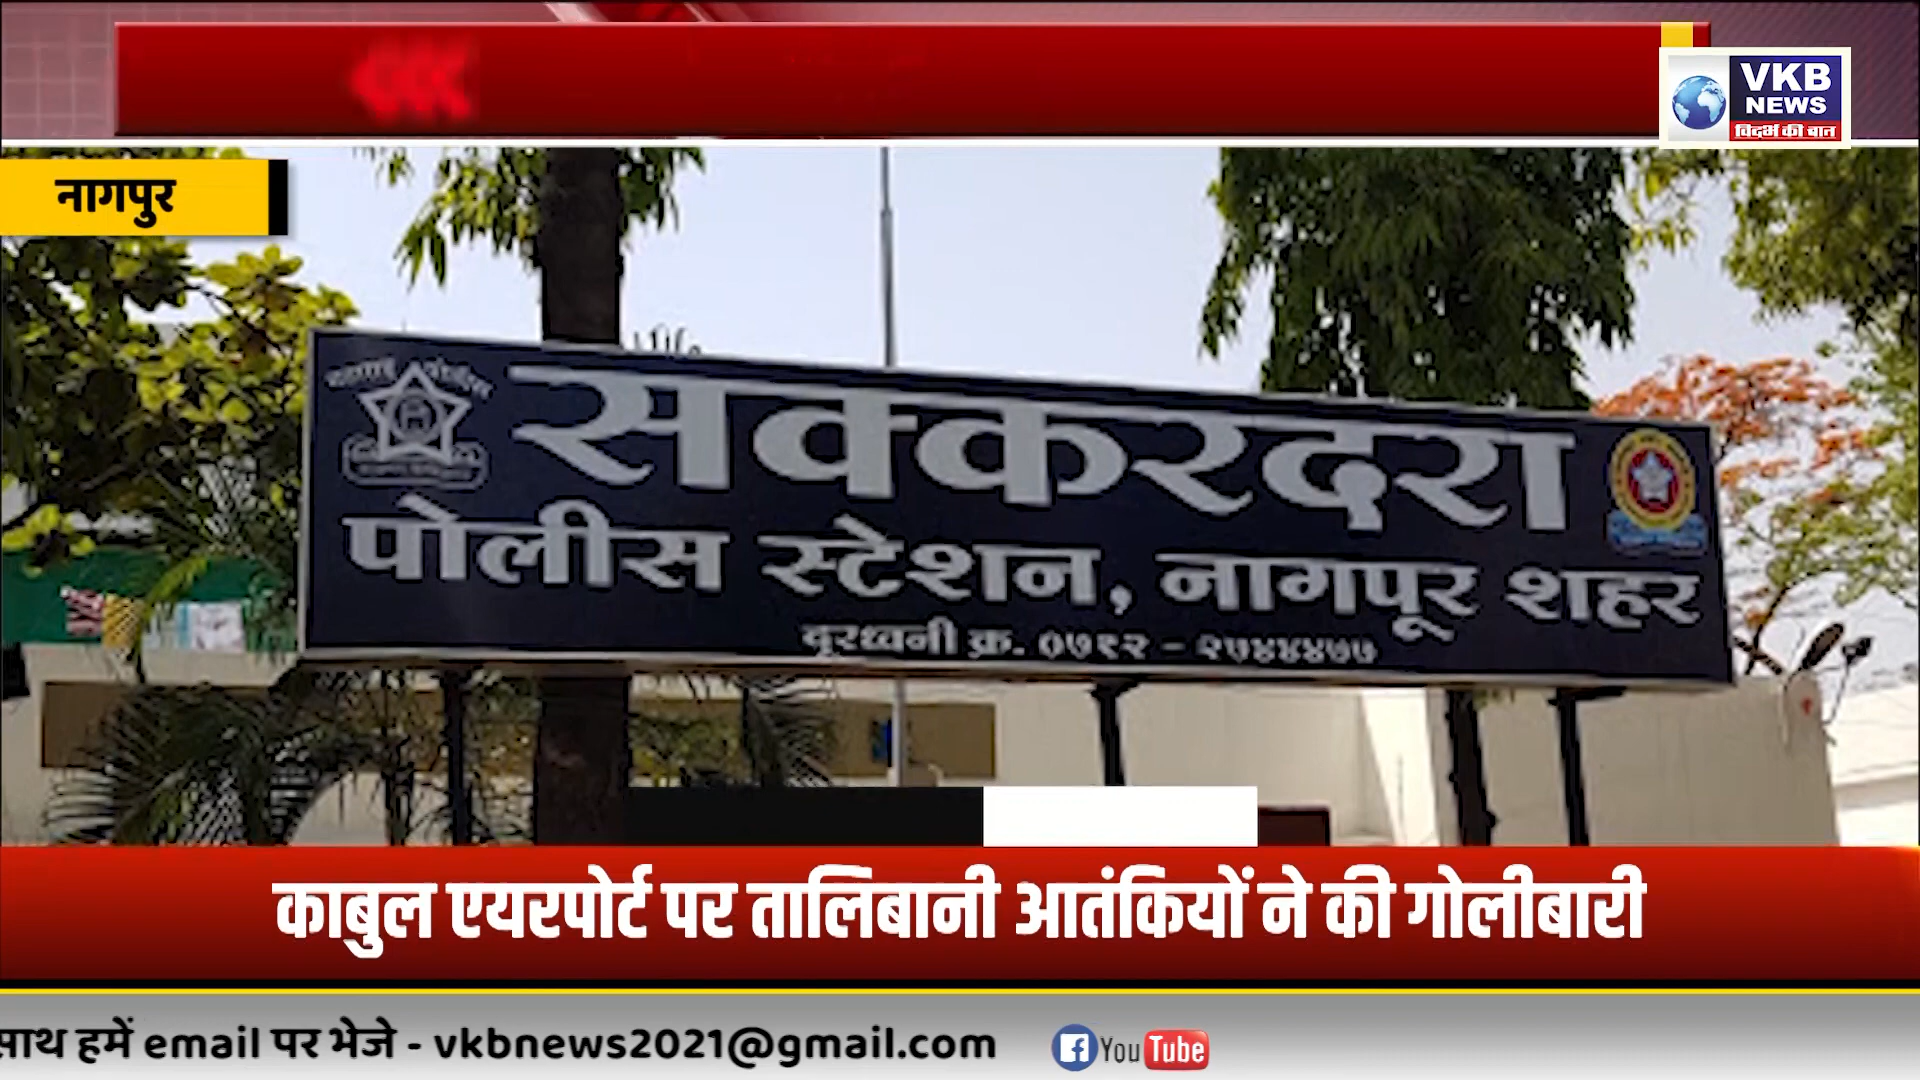 VKB
NEWS
विदर्भ की बात
नागपुर
सक्करदरा
पोलीस स्टेशन, नागपूर शहर
दूरध्वनी क्र. ०७१२ - २७४४४७७
काबुल एयरपोर्ट पर तालिबानी आतंकियों ने की गोलीबारी
साथ हमें email पर भेजे - vkbnews2021@gmail.com
You Tube